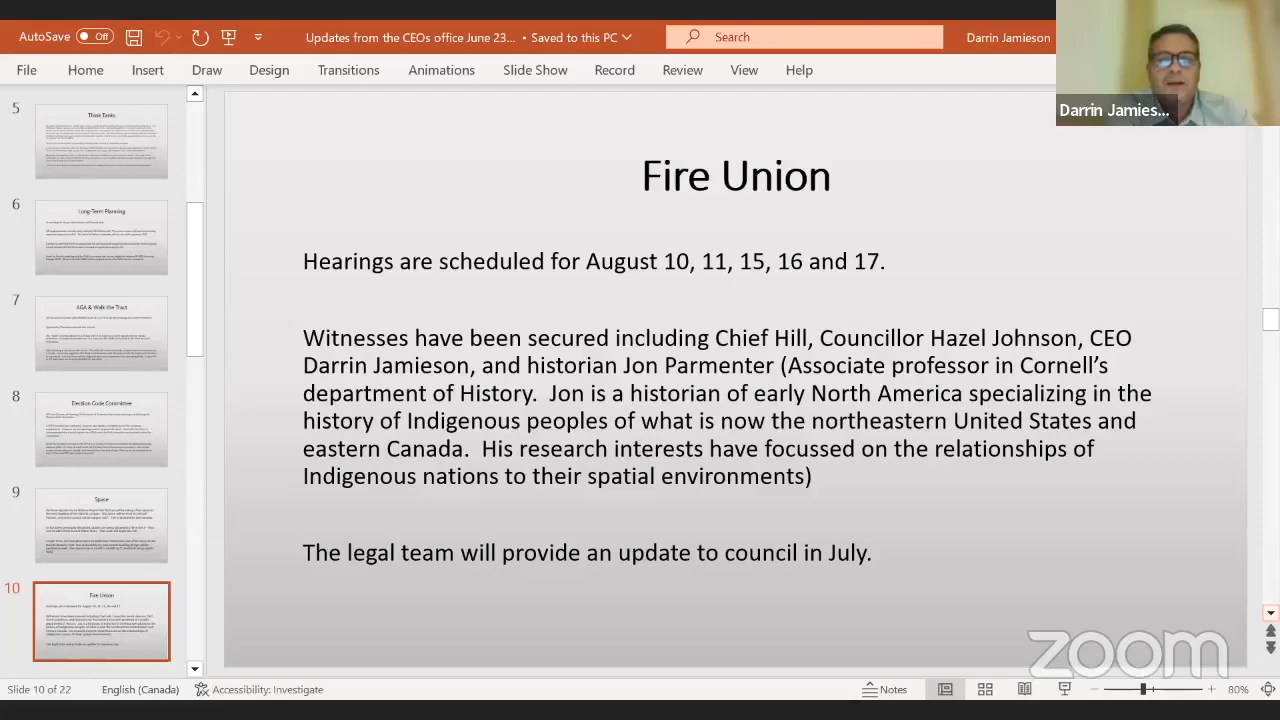 AutoSave Off Updates from the CEOs office June 23... • Saved to this PC Search Darrin Jamieson
File Home Insert Draw Design Transitions Animations Slide Show Record Review View Help
Darrin Jamies...
5
Think Tanks
6
Long-Term Planning
7
AGA & Walk the Tract
8
Election Code Committee
9
Space
10
Fire Union
Fire Union
Hearings are scheduled for August 10, 11, 15, 16 and 17.
Witnesses have been secured including Chief Hill, Councillor Hazel Johnson, CEO
Darrin Jamieson, and historian Jon Parmenter (Associate professor in Cornell’s
department of History. Jon is a historian of early North America specializing in the
history of Indigenous peoples of what is now the northeastern United States and
eastern Canada. His research interests have focussed on the relationships of
Indigenous nations to their spatial environments)
The legal team will provide an update to council in July.
zoom
Slide 10 of 22 English (Canada) Accessibility: Investigate Notes 80%